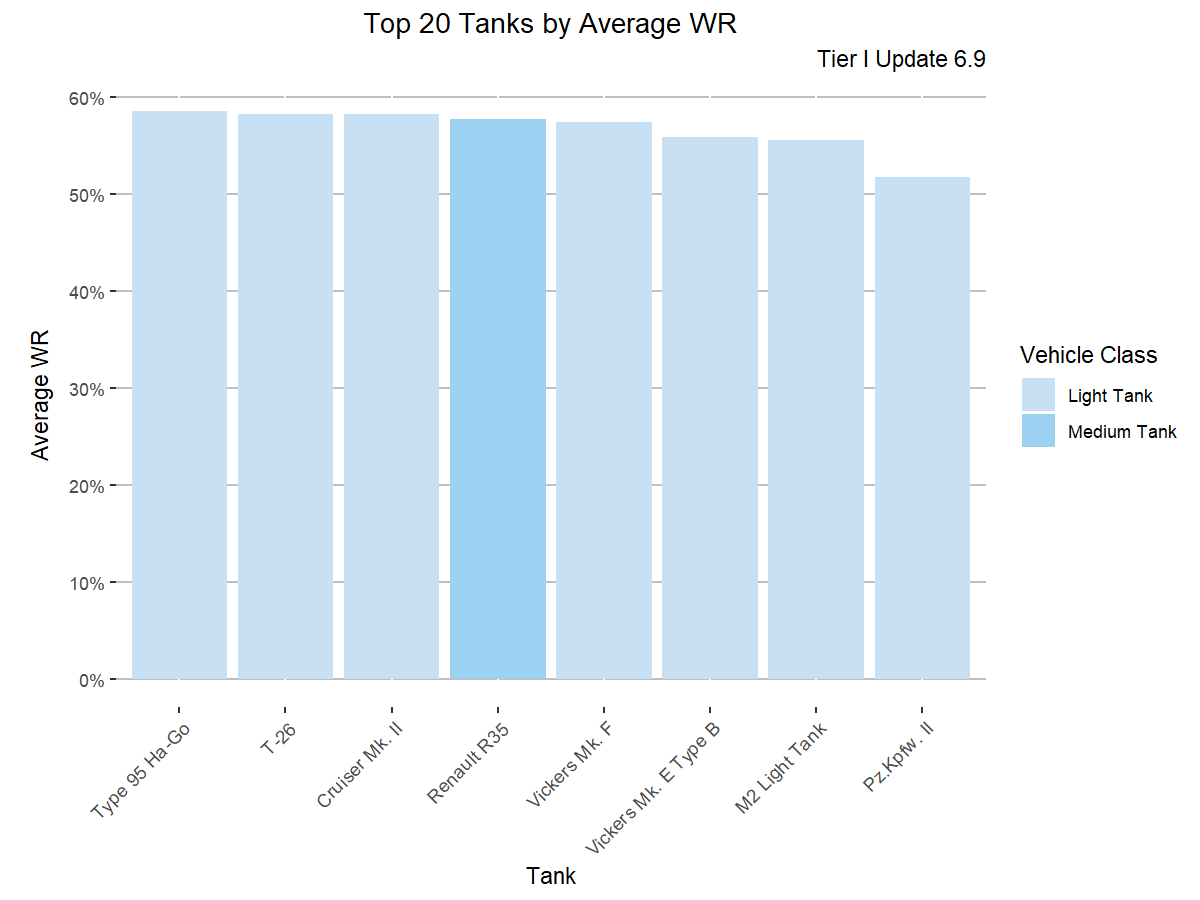 Top 20 Tanks by Average WR
Tier I Update 6.9
60%
50%
40%
30%
20%
10%
0%
Average WR
Type 95 Ha-Go
T-26
Cruiser Mk. II
Renault R35
Vickers Mk. F
Vickers Mk. E Type B
M2 Light Tank
Pz.Kpfw. II
Tank
Vehicle Class
Light Tank
Medium Tank